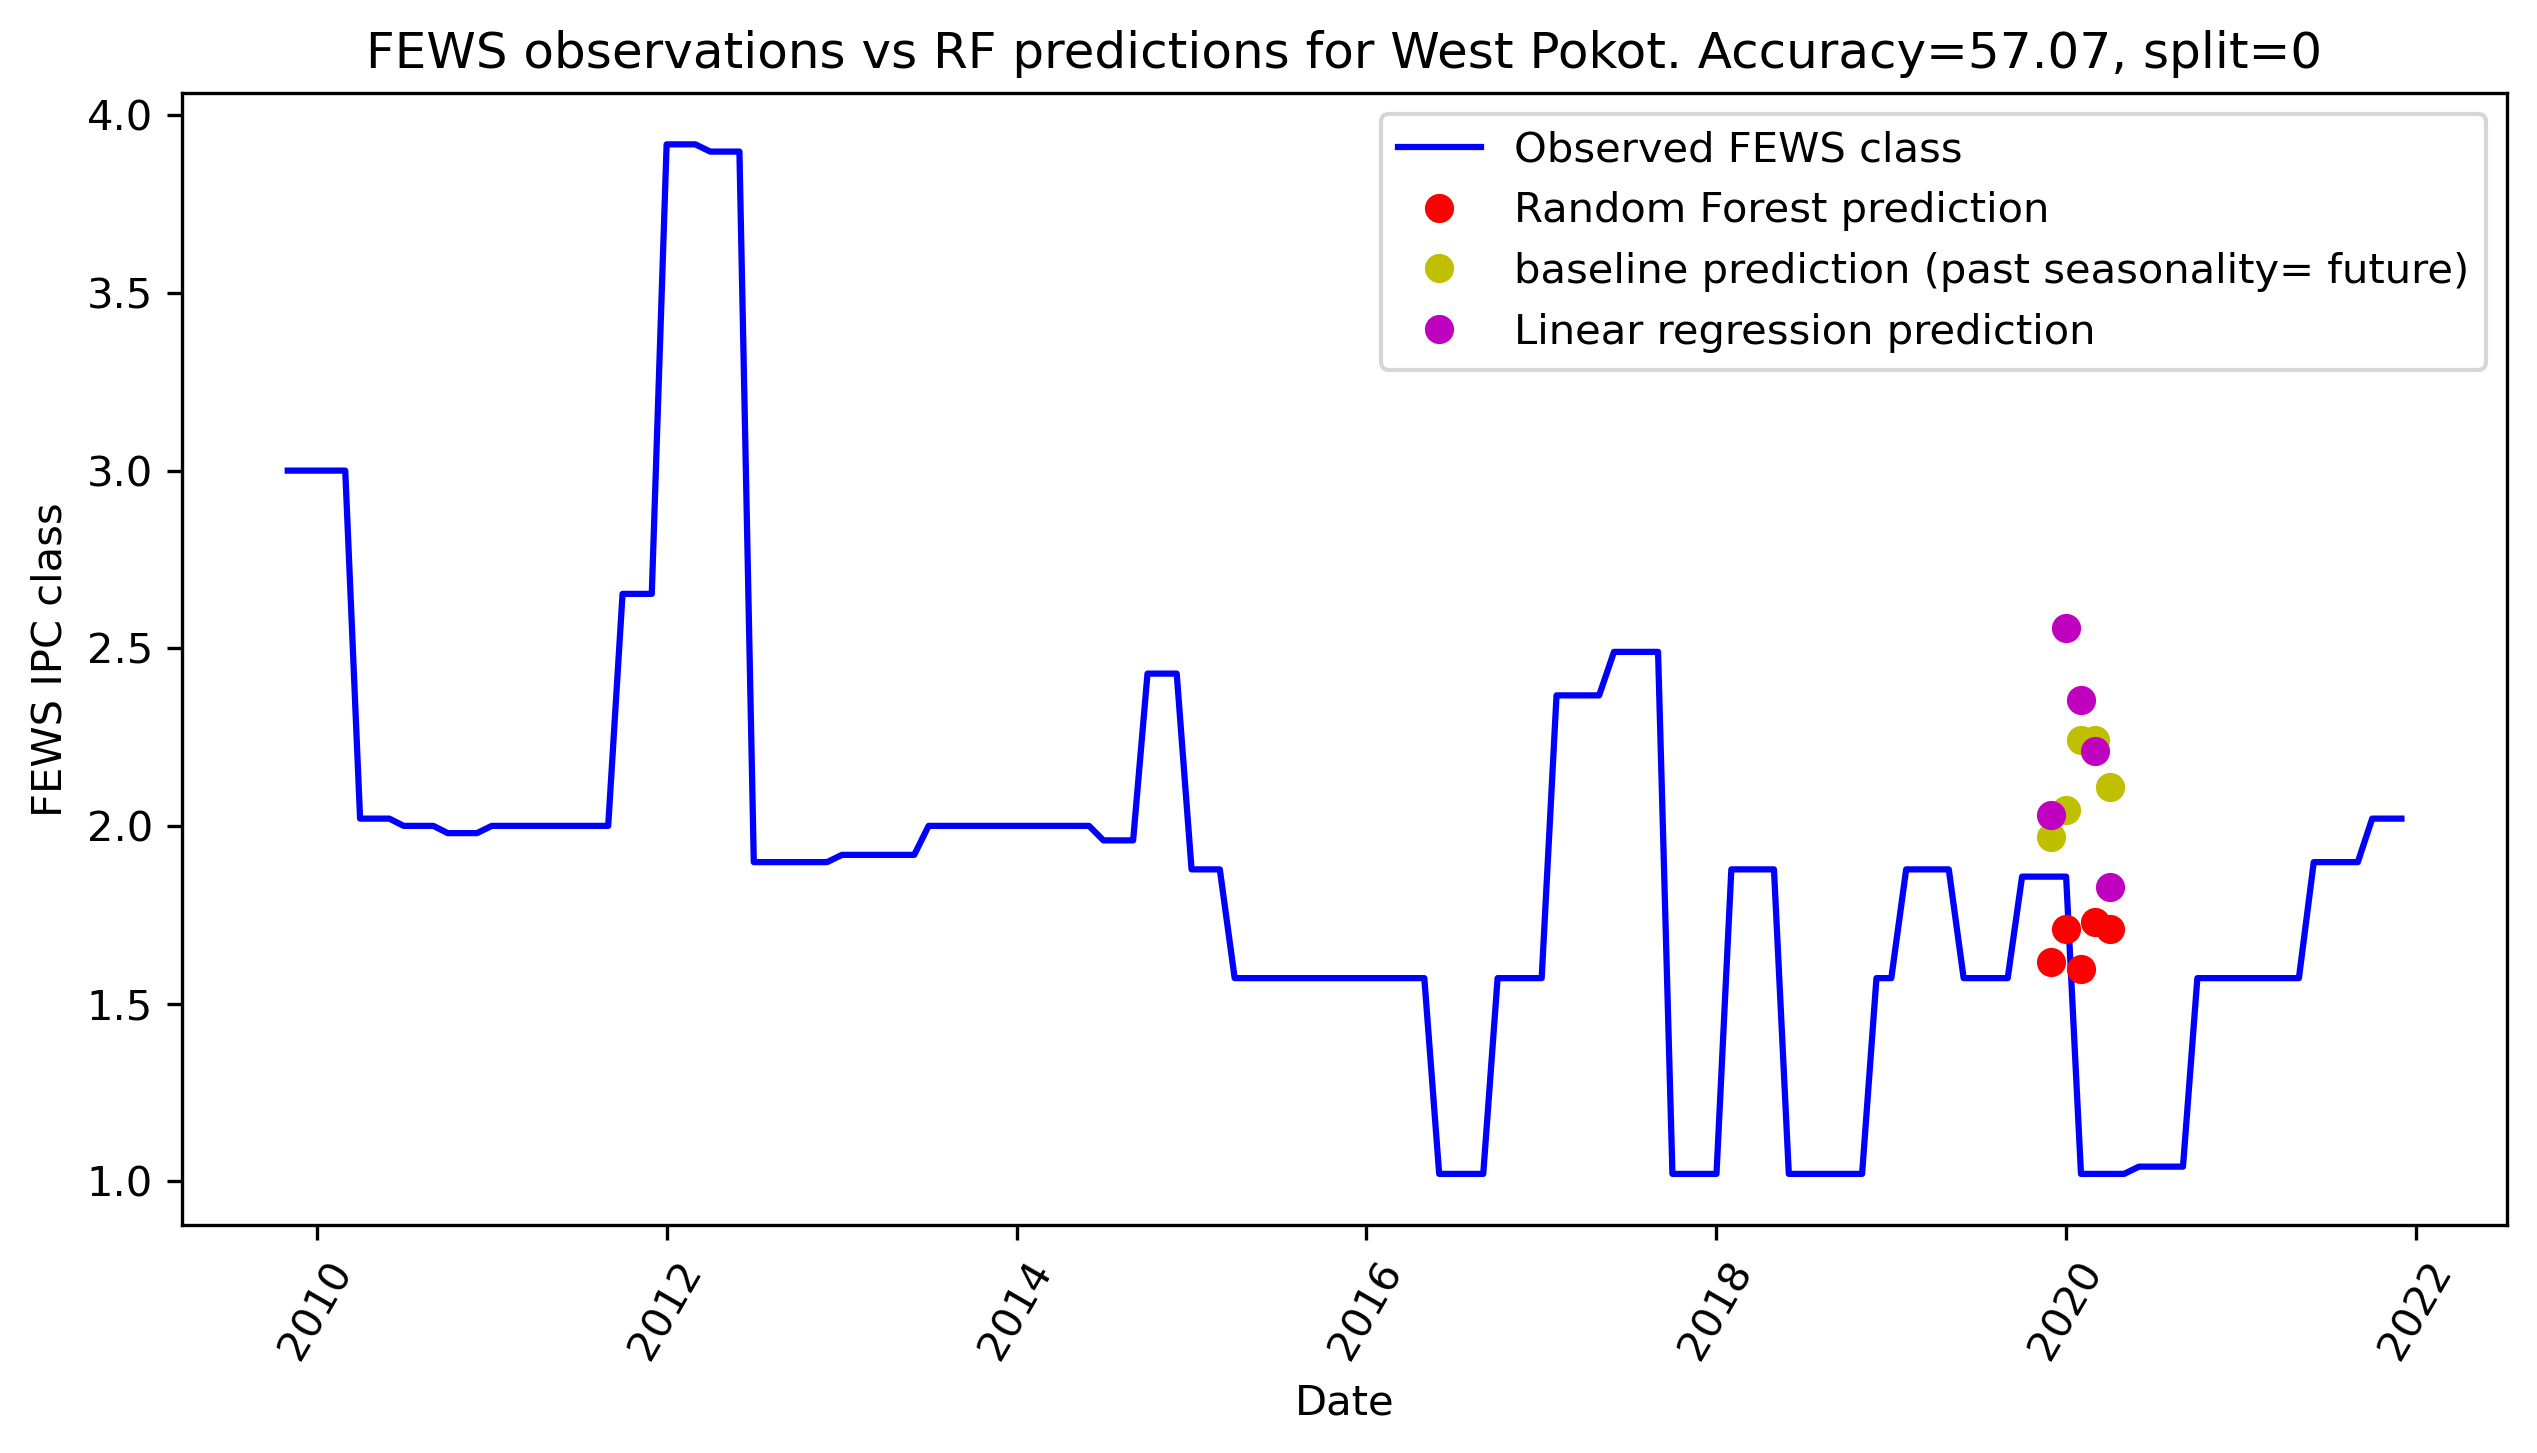 FEWS observations vs RF predictions for West Pokot. Accuracy=57.07, split=0
Observed FEWS class
Random Forest prediction
baseline prediction (past seasonality= future)
Linear regression prediction
FEWS IPC class
4.0
3.5
3.0
2.5
2.0
1.5
1.0
2010
2012
2014
2016
2018
2020
2022
Date